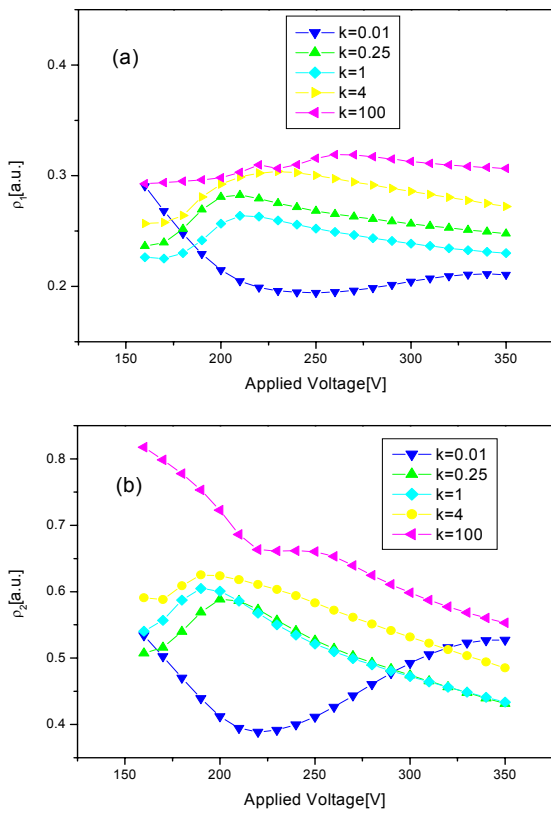 (a)
k=0.01
k=0.25
k=1
k=4
k=100
0.4
0.3
0.2
ρ₁[a.u.]
150 200 250 300 350
Applied Voltage[V]
(b)
k=0.01
k=0.25
k=1
k=4
k=100
0.8
0.7
0.6
0.5
0.4
ρ₂[a.u.]
150 200 250 300 350
Applied Voltage[V]